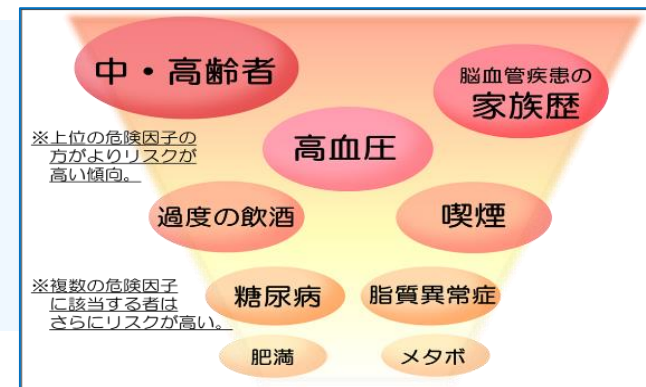 中・高齢者
脳血管疾患の
家族歴
※上位の危険因子の
方がよりリスクが
高い傾向。
高血圧
過度の飲酒
喫煙
※複数の危険因子
に該当する者は
さらにリスクが高い。
糖尿病
脂質異常症
肥満
メタボ